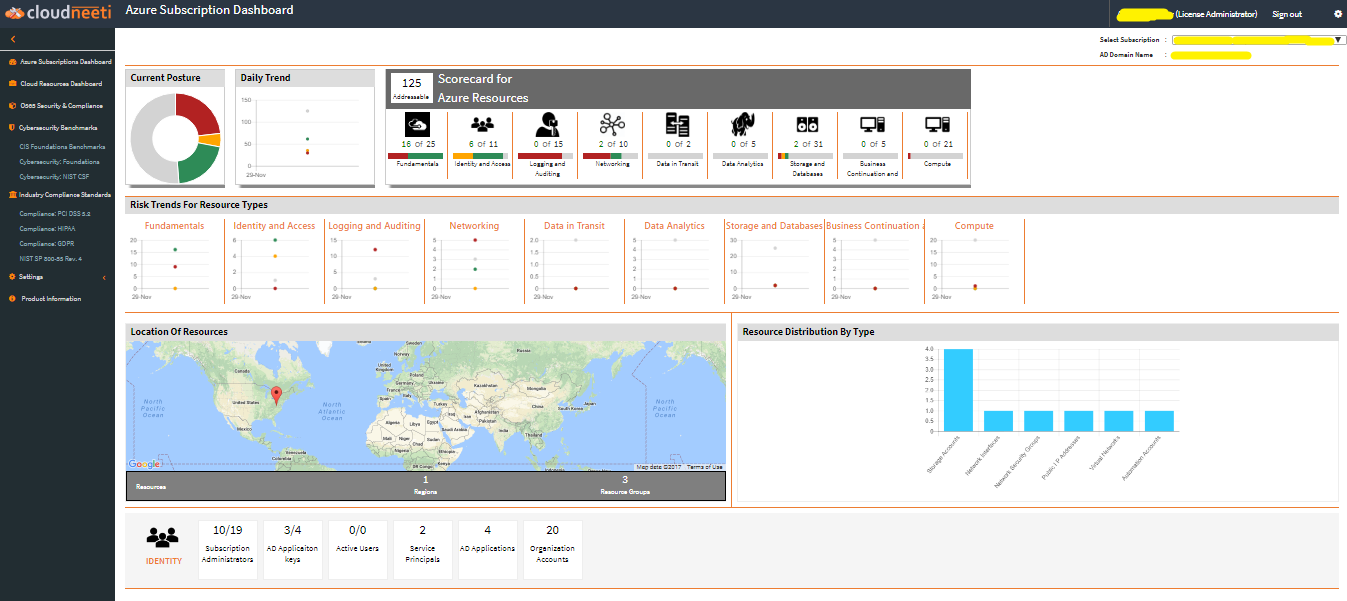 cloudneeti
Azure Subscription Dashboard
(License Administrator)
Sign out
Select Subscription :
AD Domain Name :
Azure Subscriptions Dashboard
Cloud Resources Dashboard
O365 Security & Compliance
Cybersecurity Benchmarks
CIS Foundations Benchmarks
Cybersecurity: Foundations
Cybersecurity: NIST CSF
Industry Compliance Standards
Compliance: PCI DSS 3.2
Compliance: HIPAA
Compliance: GDPR
NIST SP 800-53 Rev. 4
Settings
Product Information
Current Posture
Daily Trend
150
100
50
0
29-Nov
125
Addressable
Scorecard for
Azure Resources
16 of 25
Fundamentals
6 of 11
Identity and Access
0 of 15
Logging and
Auditing
2 of 10
Networking
0 of 2
Data in Transit
0 of 5
Data Analytics
2 of 31
Storage and
Databases
0 of 5
Business
Continuation and
0 of 21
Compute
Risk Trends For Resource Types
Fundamentals
20
15
10
5
0
29-Nov
Identity and Access
6
4
2
0
29-Nov
Logging and Auditing
15
10
5
0
29-Nov
Networking
5
4
3
2
1
0
29-Nov
Data in Transit
2.0
1.5
1.0
0.5
0
29-Nov
Data Analytics
5
4
3
2
1
0
29-Nov
Storage and Databases
30
20
10
0
29-Nov
Business Continuation a
5
4
3
2
1
0
29-Nov
Compute
20
15
10
5
0
29-Nov
Location Of Resources
Sweden
Norway
Russia
Canada
United
Kingdom
Poland
Germany
Ukraine
France
Italy
Spain
Turkey
Kazakhstan
Mongolia
China
Japan
South Korea
United States
North
Pacific
Ocean
North
Atlantic
Ocean
North
Pacific
Ocean
Iraq
Iran
Afghanistan
Pakistan
Algeria
Libya
Egypt
Saudi Arabia
India
Thailand
Mexico
Mali
Niger
Sudan
Chad
Nigeria
Ethiopia
Venezuela
Colombia
DR Congo
Kenya
Indonesia
Google
Map data ©2017
Terms of Use
Resources
1
Regions
3
Resource Groups
Resource Distribution By Type
4.0
3.5
3.0
2.5
2.0
1.5
1.0
0.5
0
Storage Accounts
Network Interfaces
Network Security Groups
Public I P Addresses
Virtual Networks
Automation Accounts
IDENTITY
10/19
Subscription
Administrators
3/4
AD Applicaiton
keys
0/0
Active Users
2
Service
Principals
4
AD Applications
20
Organization
Accounts